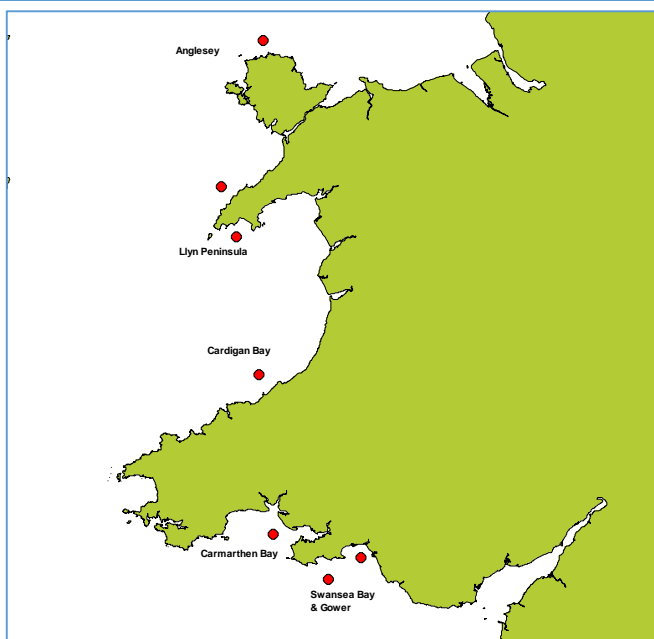 Anglesey
Llyn Peninsula
Cardigan Bay
Carmarthen Bay
Swansea Bay
& Gower